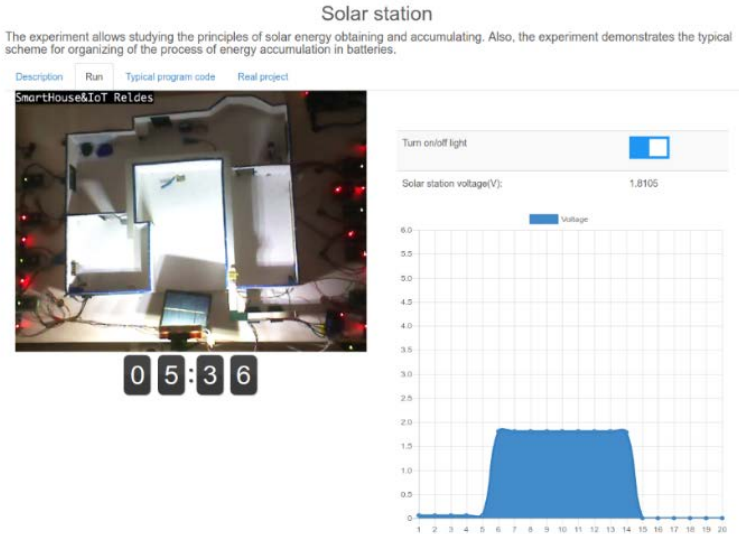 Solar station
The experiment allows studying the principles of solar energy obtaining and accumulating. Also, the experiment demonstrates the typical
scheme for organizing of the process of energy accumulation in batteries.
Description Run Typical program code Real project
SmartHouse&IoT Reldes
Turn on/off light
Solar station voltage(V): 1.8105
Voltage
6.0
5.5
5.0
4.5
4.0
3.5
3.0
2.5
2.0
1.5
1.0
0.5
0
1 2 3 4 5 6 7 8 9 10 11 12 13 14 15 16 17 18 19 20
05:36